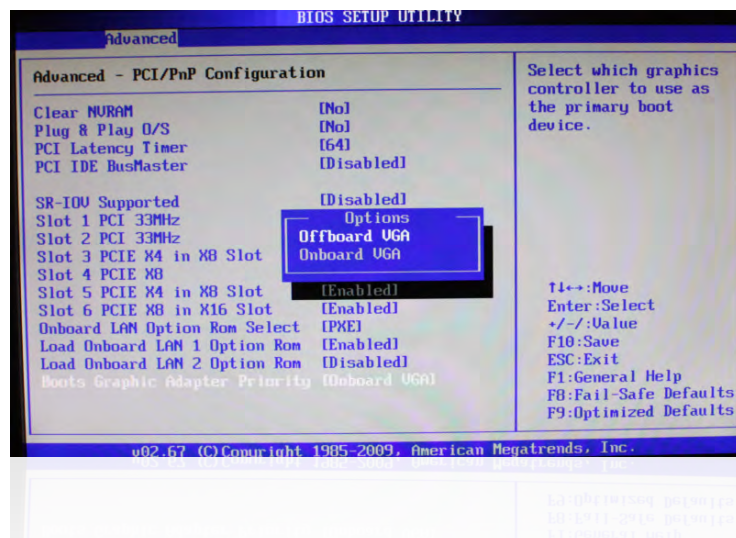 BIOS SETUP UTILITY
Advanced
Advanced - PCI/PnP Configuration
Clear NVRAM [No]
Plug & Play O/S [No]
PCI Latency Timer [64]
PCI IDE BusMaster [Disabled]
SR-IOV Supported [Disabled]
Slot 1 PCI 33MHz
Slot 2 PCI 33MHz
Slot 3 PCIE X4 in X8 Slot
Slot 4 PCIE X8
Slot 5 PCIE X4 in X8 Slot [Enabled]
Slot 6 PCIE X8 in X16 Slot [Enabled]
Onboard LAN Option Rom Select [PXE]
Load Onboard LAN 1 Option Rom [Enabled]
Load Onboard LAN 2 Option Rom [Disabled]
Boots Graphic Adapter Priority [Onboard VGA]
Options
Offboard VGA
Onboard VGA
Select which graphics
controller to use as
the primary boot
device.
↑↓←→:Move
Enter:Select
+/-/:Value
F10:Save
ESC:Exit
F1:General Help
F8:Fail-Safe Defaults
F9:Optimized Defaults
v02.67 (C)Copyright 1985-2009, American Megatrends, Inc.